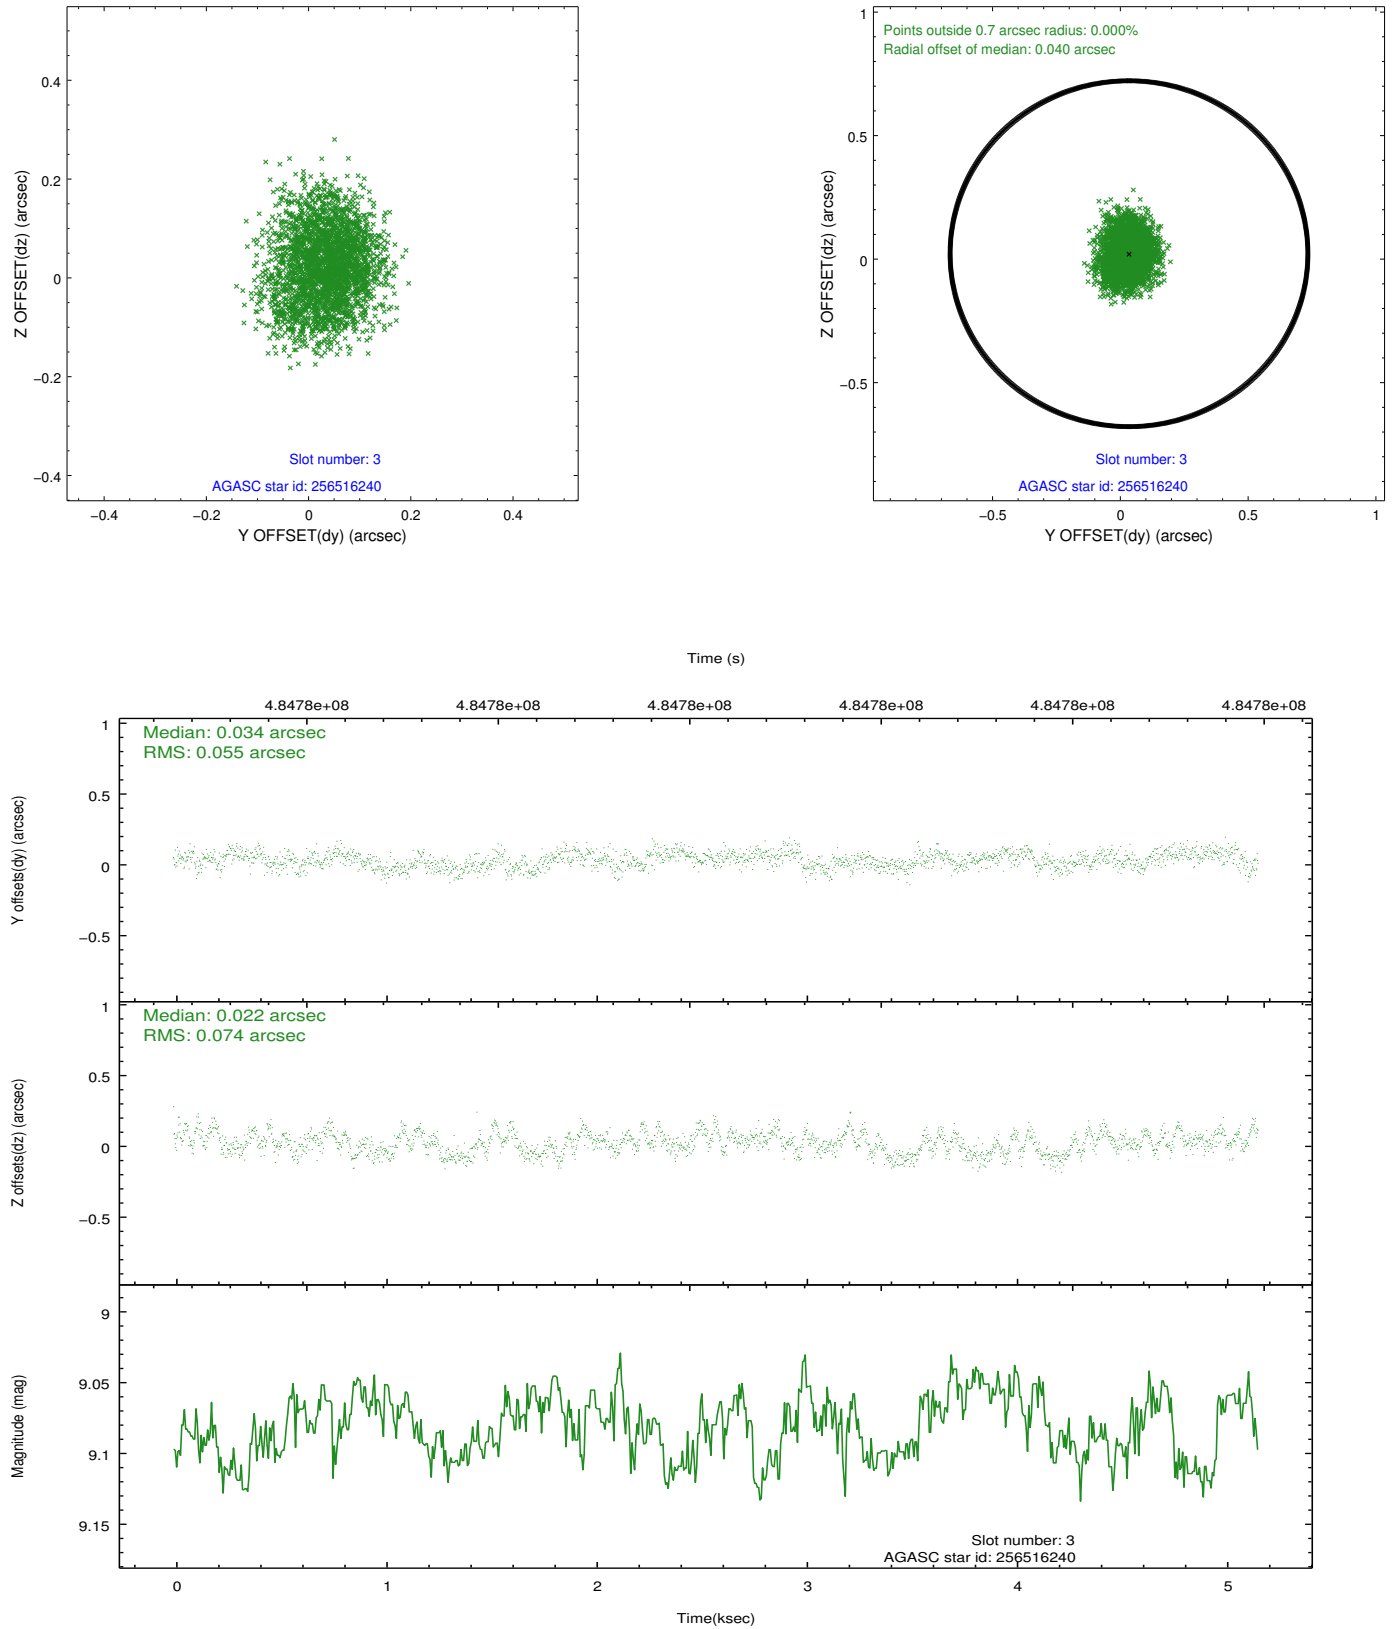 0.4
0.2
0
−0.2
−0.4
Z OFFSET(dz) (arcsec)
Slot number: 3
AGASC star id: 256516240
−0.4 −0.2 0 0.2 0.4
Y OFFSET(dy) (arcsec)
Points outside 0.7 arcsec radius: 0.000%
Radial offset of median: 0.040 arcsec
1
0.5
0
−0.5
Z OFFSET(dz) (arcsec)
Slot number: 3
AGASC star id: 256516240
−0.5 0 0.5 1
Y OFFSET(dy) (arcsec)
Time (s)
4.8478e+08 4.8478e+08 4.8478e+08 4.8478e+08 4.8478e+08 4.8478e+08
Median: 0.034 arcsec
RMS: 0.055 arcsec
1
0.5
0
−0.5
Y offsets(dy) (arcsec)
Median: 0.022 arcsec
RMS: 0.074 arcsec
1
0.5
0
−0.5
Z offsets(dz) (arcsec)
9
9.05
9.1
9.15
Magnitude (mag)
Slot number: 3
AGASC star id: 256516240
0 1 2 3 4 5
Time(ksec)